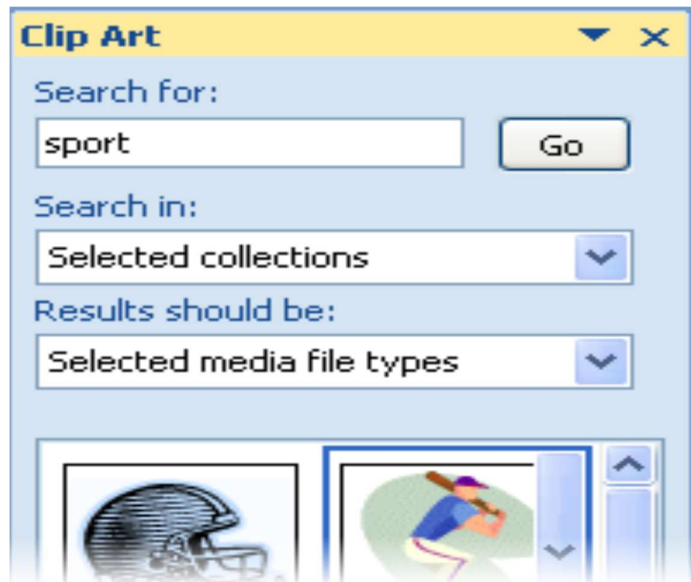 Clip Art
Search for:
sport
Go
Search in:
Selected collections
Results should be:
Selected media file types